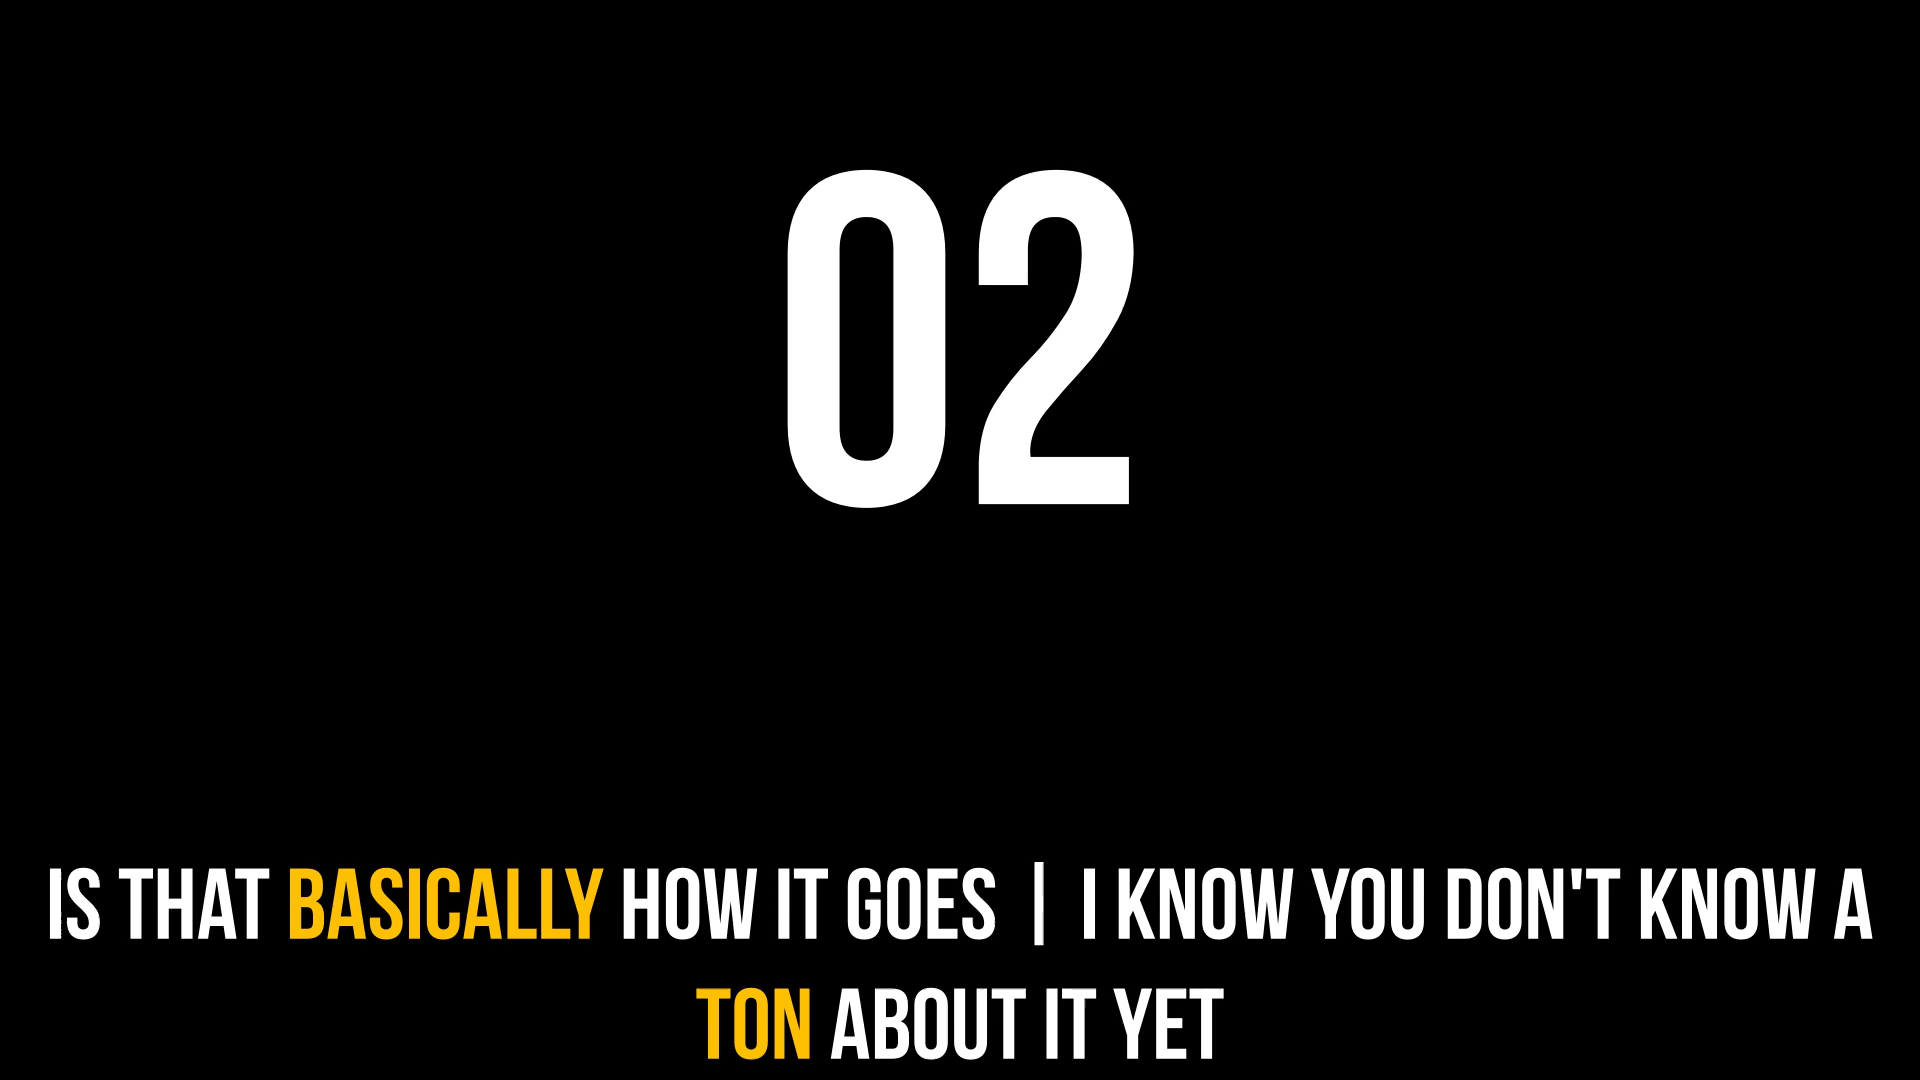 02
IS THAT BASICALLY HOW IT GOES | I KNOW YOU DON'T KNOW A
TON ABOUT IT YET